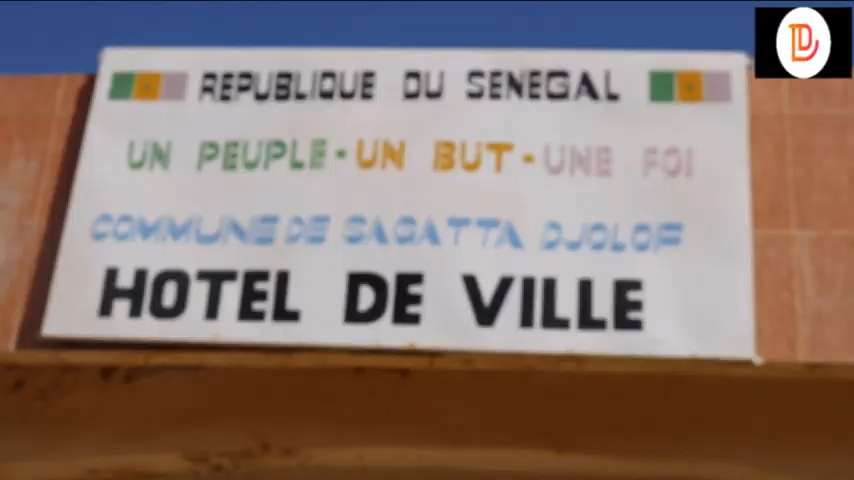 REPUBLIQUE DU SENEGAL
UN PEUPLE - UN BUT - UNE FOI
COMMUNE DE SAGATTA DJOLOF
HOTEL DE VILLE